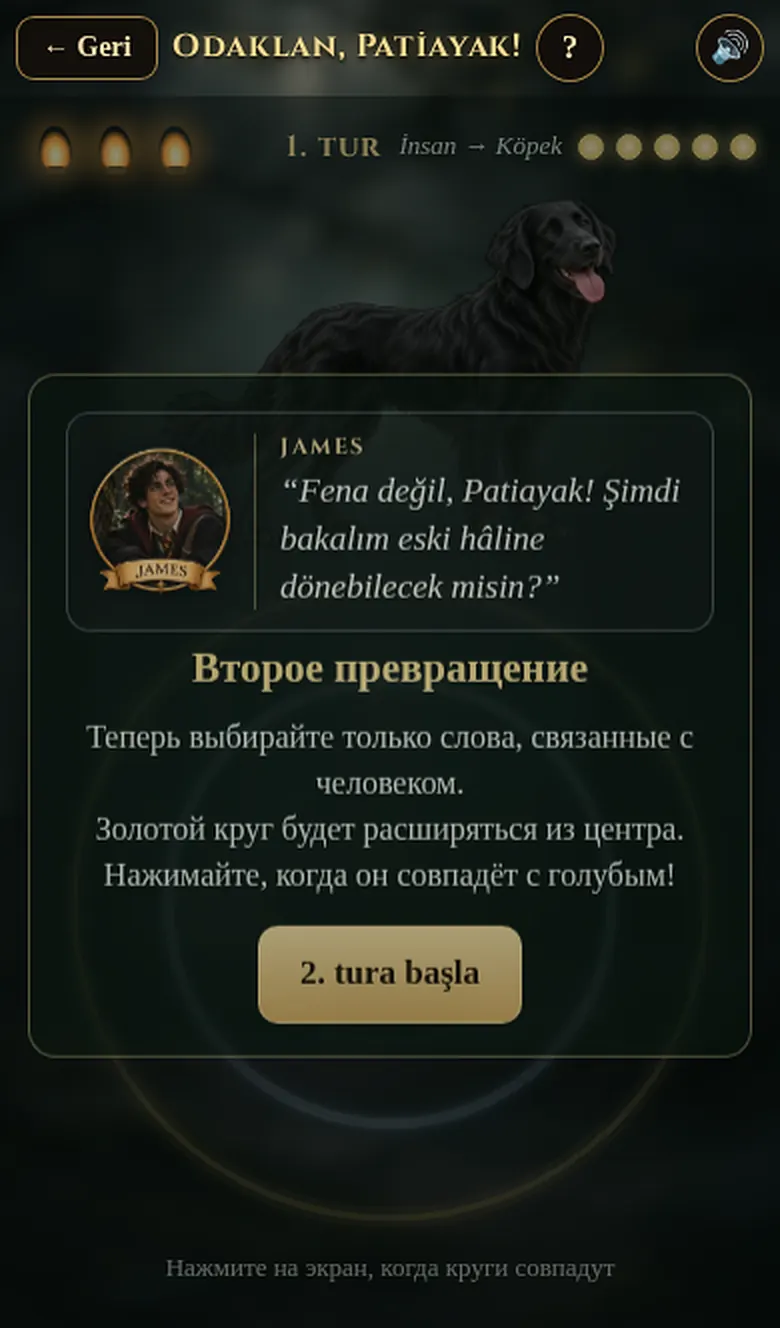 ← Geri
ODAKLAN, PATİAYAK!
?
1. TUR İnsan → Köpek
JAMES
JAMES
“Fena değil, Patiayak! Şimdi
bakalım eski hâline
dönebilecek misin?”
Второе превращение
Теперь выбирайте только слова, связанные с
человеком.
Золотой круг будет расширяться из центра.
Нажимайте, когда он совпадёт с голубым!
2. tura başla
Нажмите на экран, когда круги совпадут